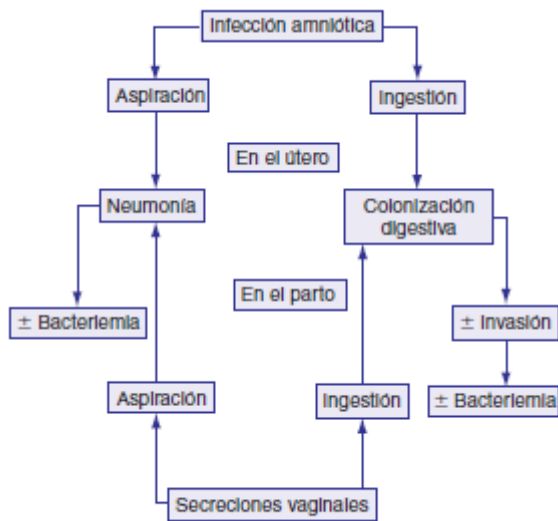 Infección amniótica
Aspiración
Ingestión
En el útero
Neumonía
Colonización
digestiva
En el parto
± Bacteriemia
± Invasión
Aspiración
Ingestión
± Bacteriemia
Secreciones vaginales